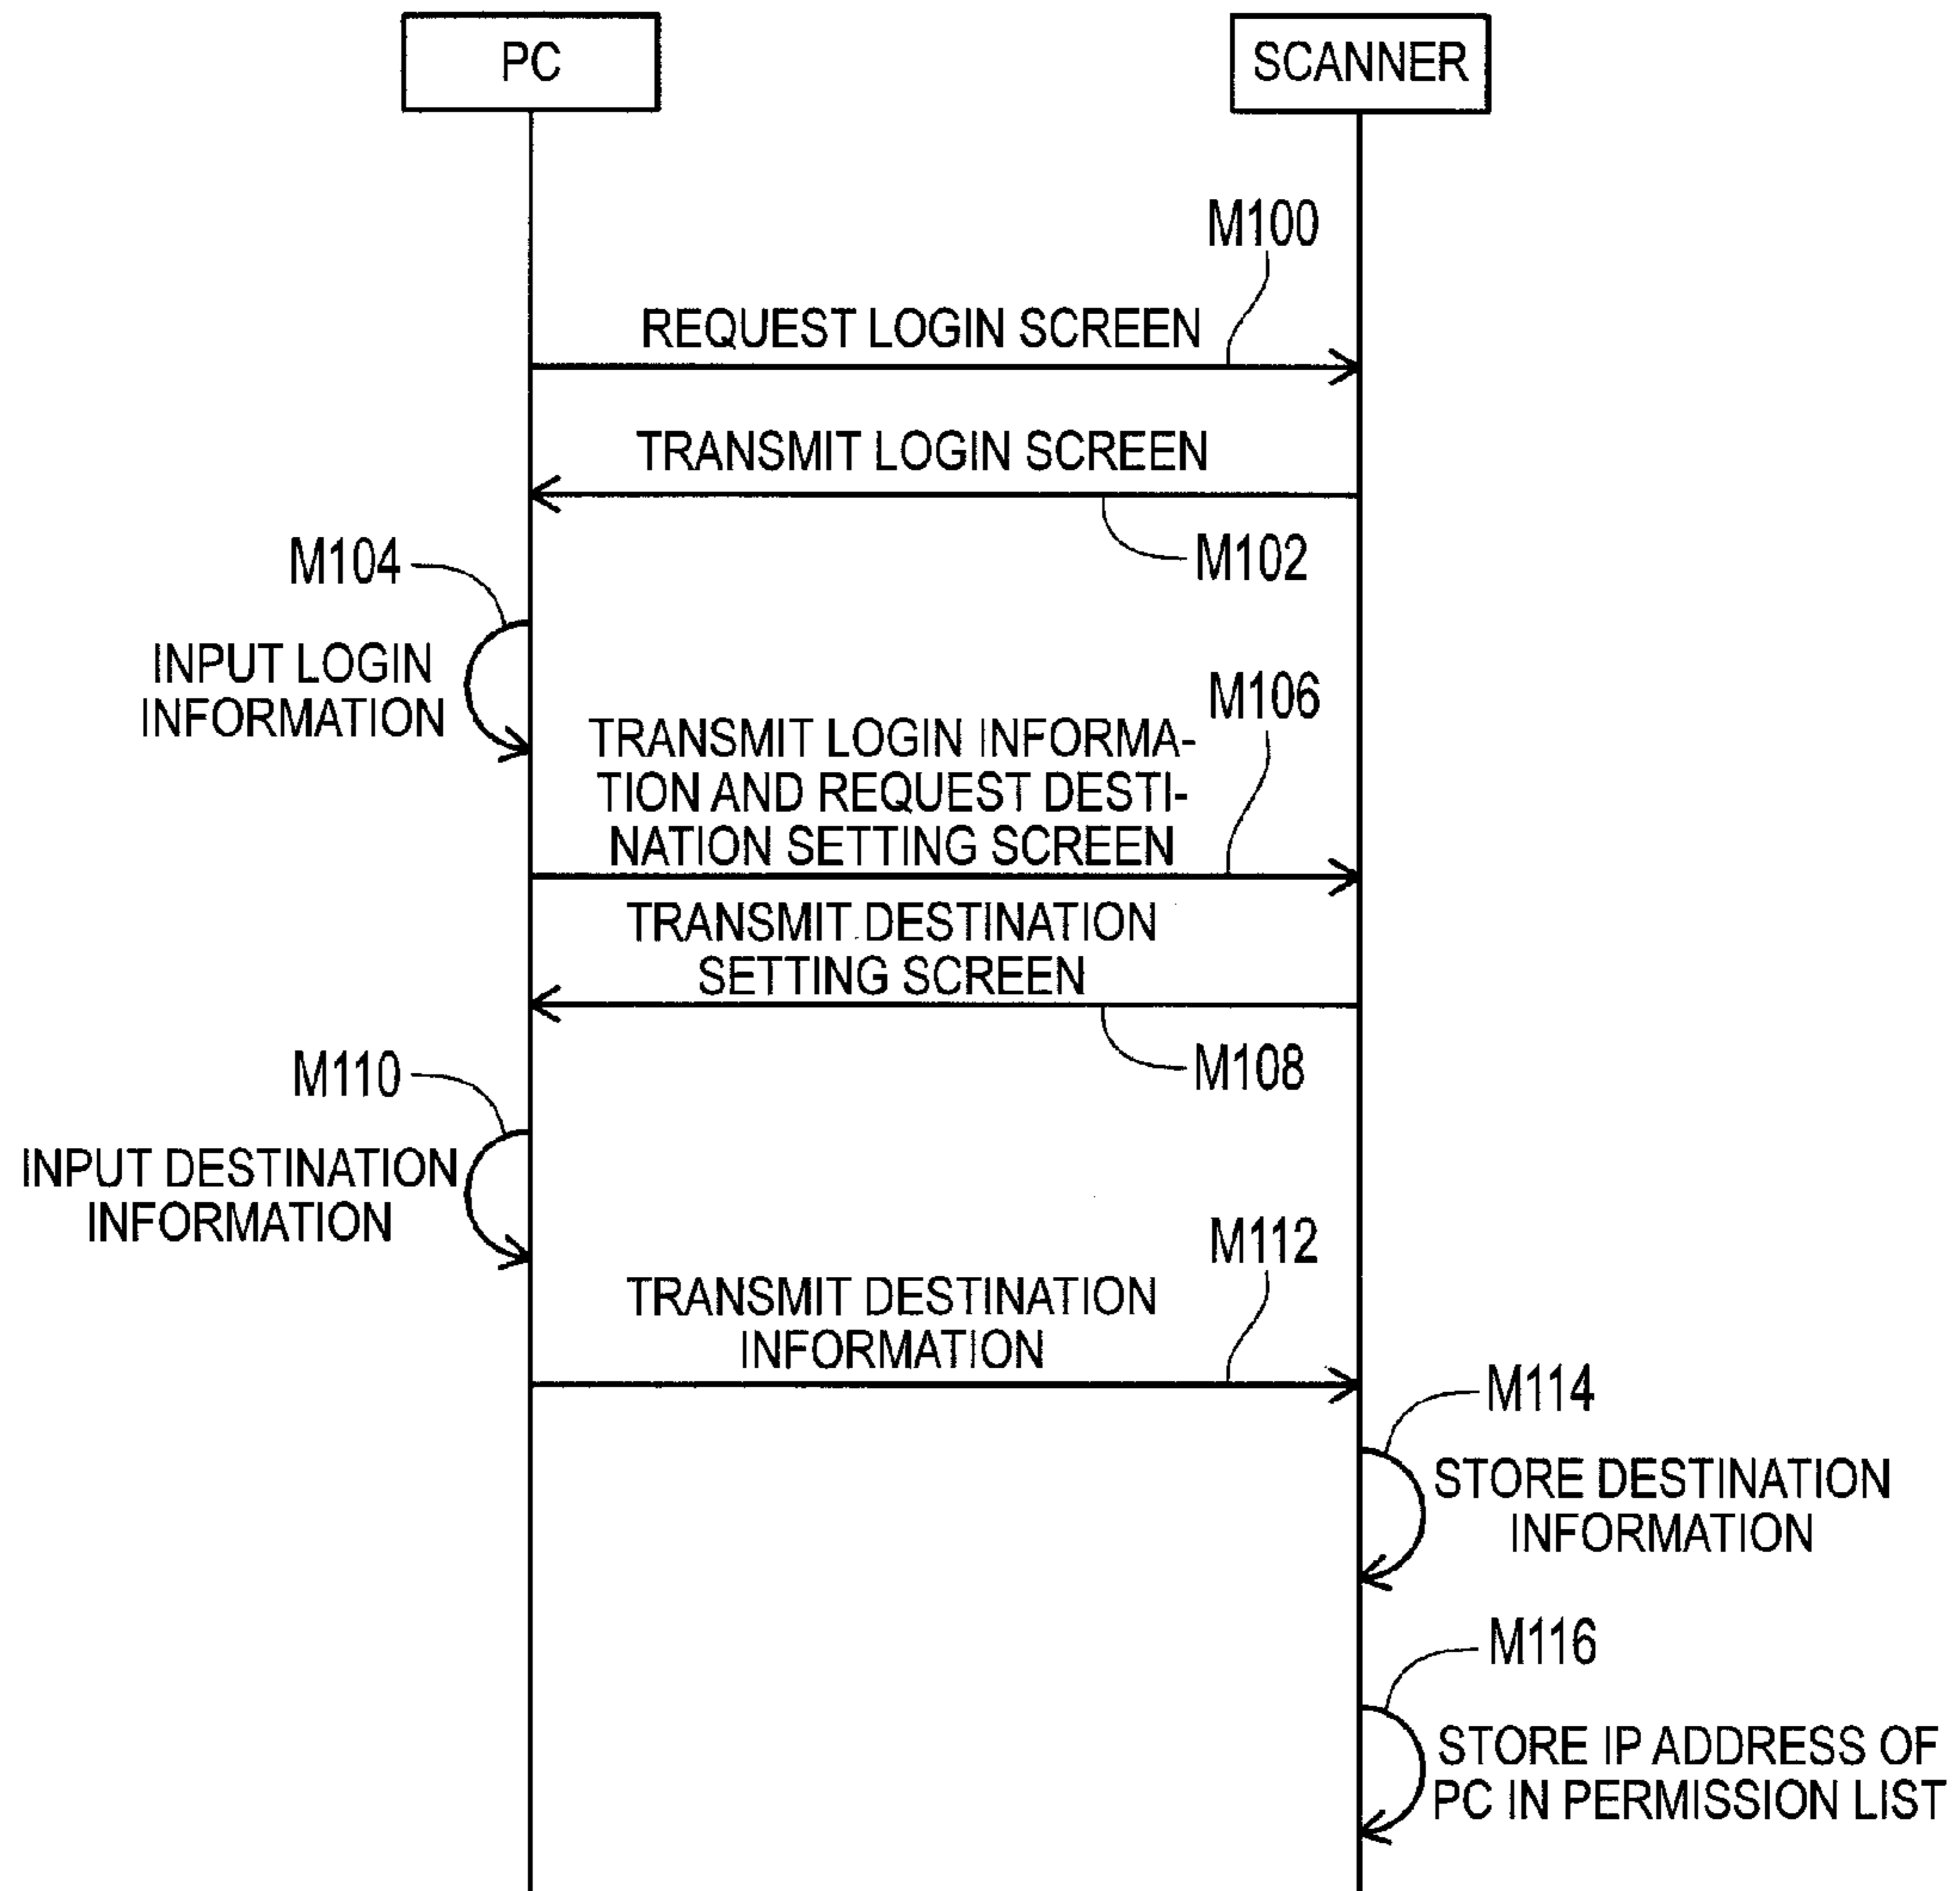 PC
SCANNER
M100
REQUEST LOGIN SCREEN
TRANSMIT LOGIN SCREEN
M102
M104
INPUT LOGIN
INFORMATION
M106
TRANSMIT LOGIN INFORMA-
TION AND REQUEST DESTI-
NATION SETTING SCREEN
TRANSMIT DESTINATION
SETTING SCREEN
M108
M110
INPUT DESTINATION
INFORMATION
M112
TRANSMIT DESTINATION
INFORMATION
M114
STORE DESTINATION
INFORMATION
M116
STORE IP ADDRESS OF
PC IN PERMISSION LIST